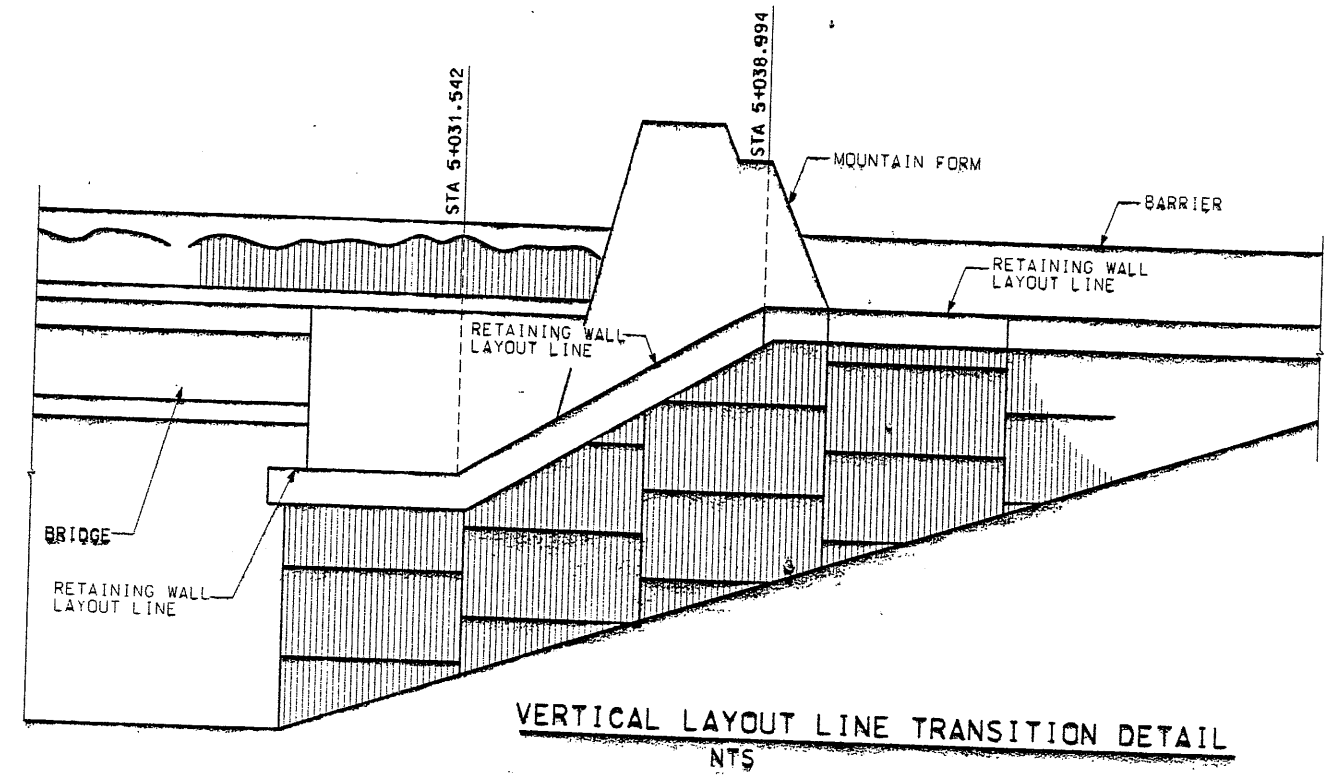 STA 5+031.542
STA 5+038.994
MOUNTAIN FORM
BARRIER
RETAINING WALL
LAYOUT LINE
RETAINING WALL
LAYOUT LINE
BRIDGE
RETAINING WALL
LAYOUT LINE
VERTICAL LAYOUT LINE TRANSITION DETAIL
NTS